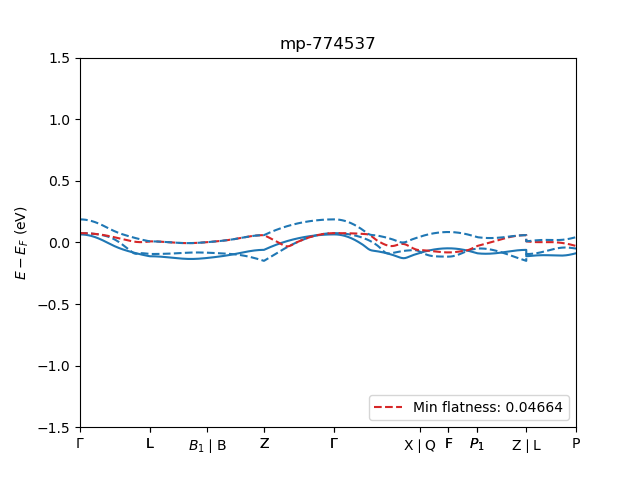 mp-774537
1.5
1.0
0.5
0.0
−0.5
−1.0
−1.5
E − E_F (eV)
Min flatness: 0.04664
Γ L B₁ | B Z Γ X | Q F P₁ Z | L P